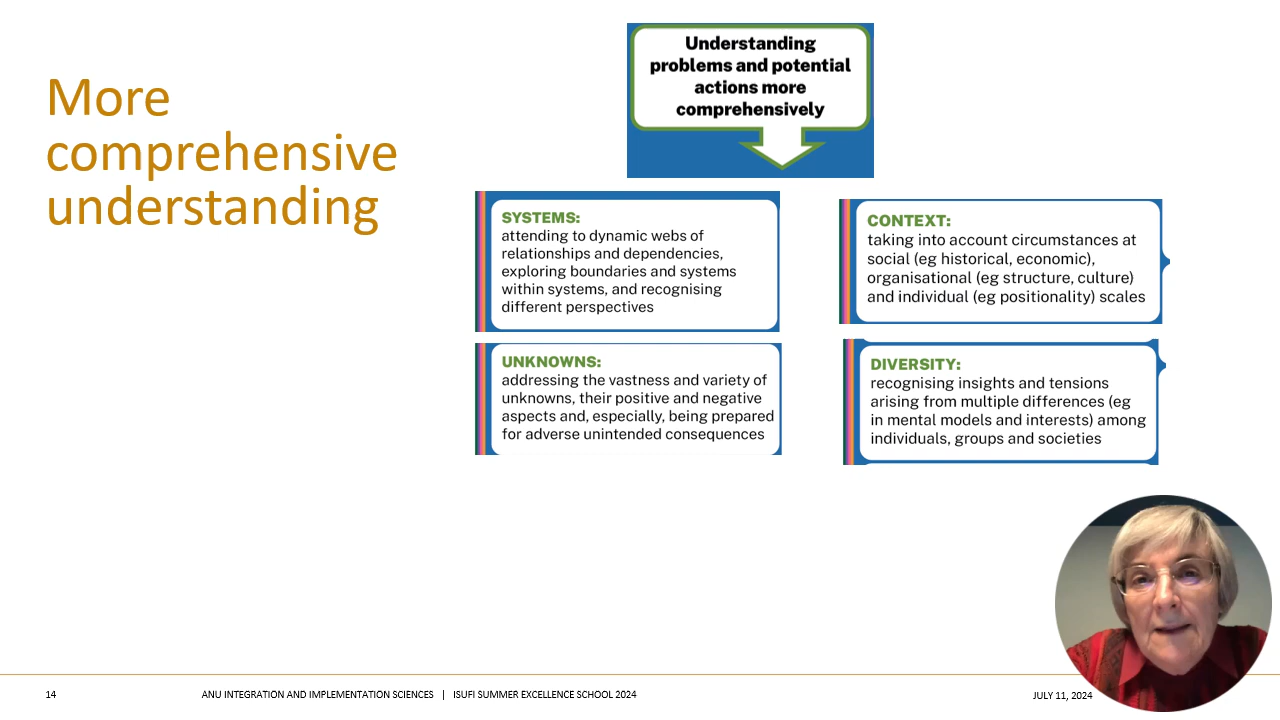 More
comprehensive
understanding
Understanding
problems and potential
actions more
comprehensively
SYSTEMS:
attending to dynamic webs of
relationships and dependencies,
exploring boundaries and systems
within systems, and recognising
different perspectives
CONTEXT:
taking into account circumstances at
social (eg historical, economic),
organisational (eg structure, culture)
and individual (eg positionality) scales
UNKNOWNS:
addressing the vastness and variety of
unknowns, their positive and negative
aspects and, especially, being prepared
for adverse unintended consequences
DIVERSITY:
recognising insights and tensions
arising from multiple differences (eg
in mental models and interests) among
individuals, groups and societies
14
ANU INTEGRATION AND IMPLEMENTATION SCIENCES | ISUFI SUMMER EXCELLENCE SCHOOL 2024
JULY 11, 2024